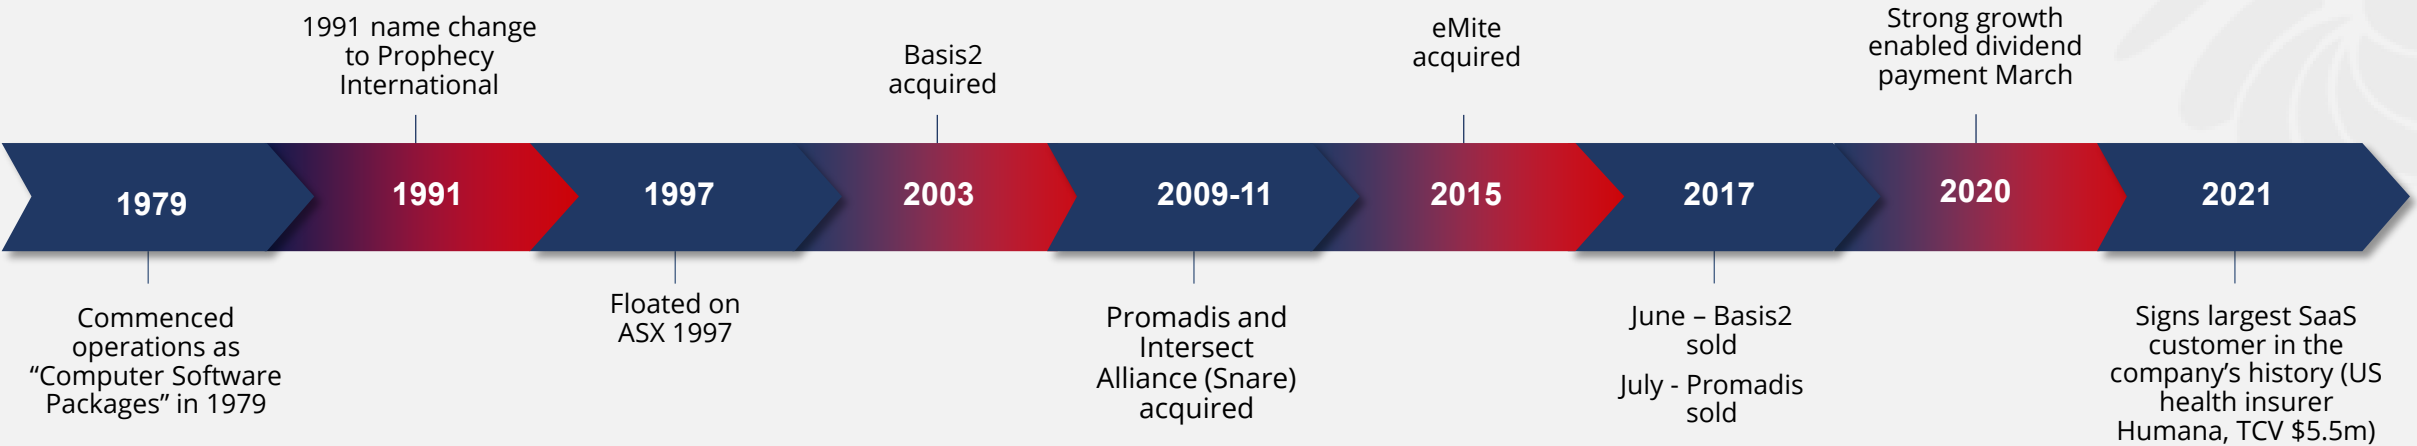 1991 name change
to Prophecy
International
Basis2
acquired
eMite
acquired
Strong growth
enabled dividend
payment March
1979
1991
1997
2003
2009-11
2015
2017
2020
2021
Commenced
operations as
“Computer Software
Packages” in 1979
Floated on
ASX 1997
Promadis and
Intersect
Alliance (Snare)
acquired
June – Basis2
sold
July - Promadis
sold
Signs largest SaaS
customer in the
company’s history (US
health insurer
Humana, TCV $5.5m)